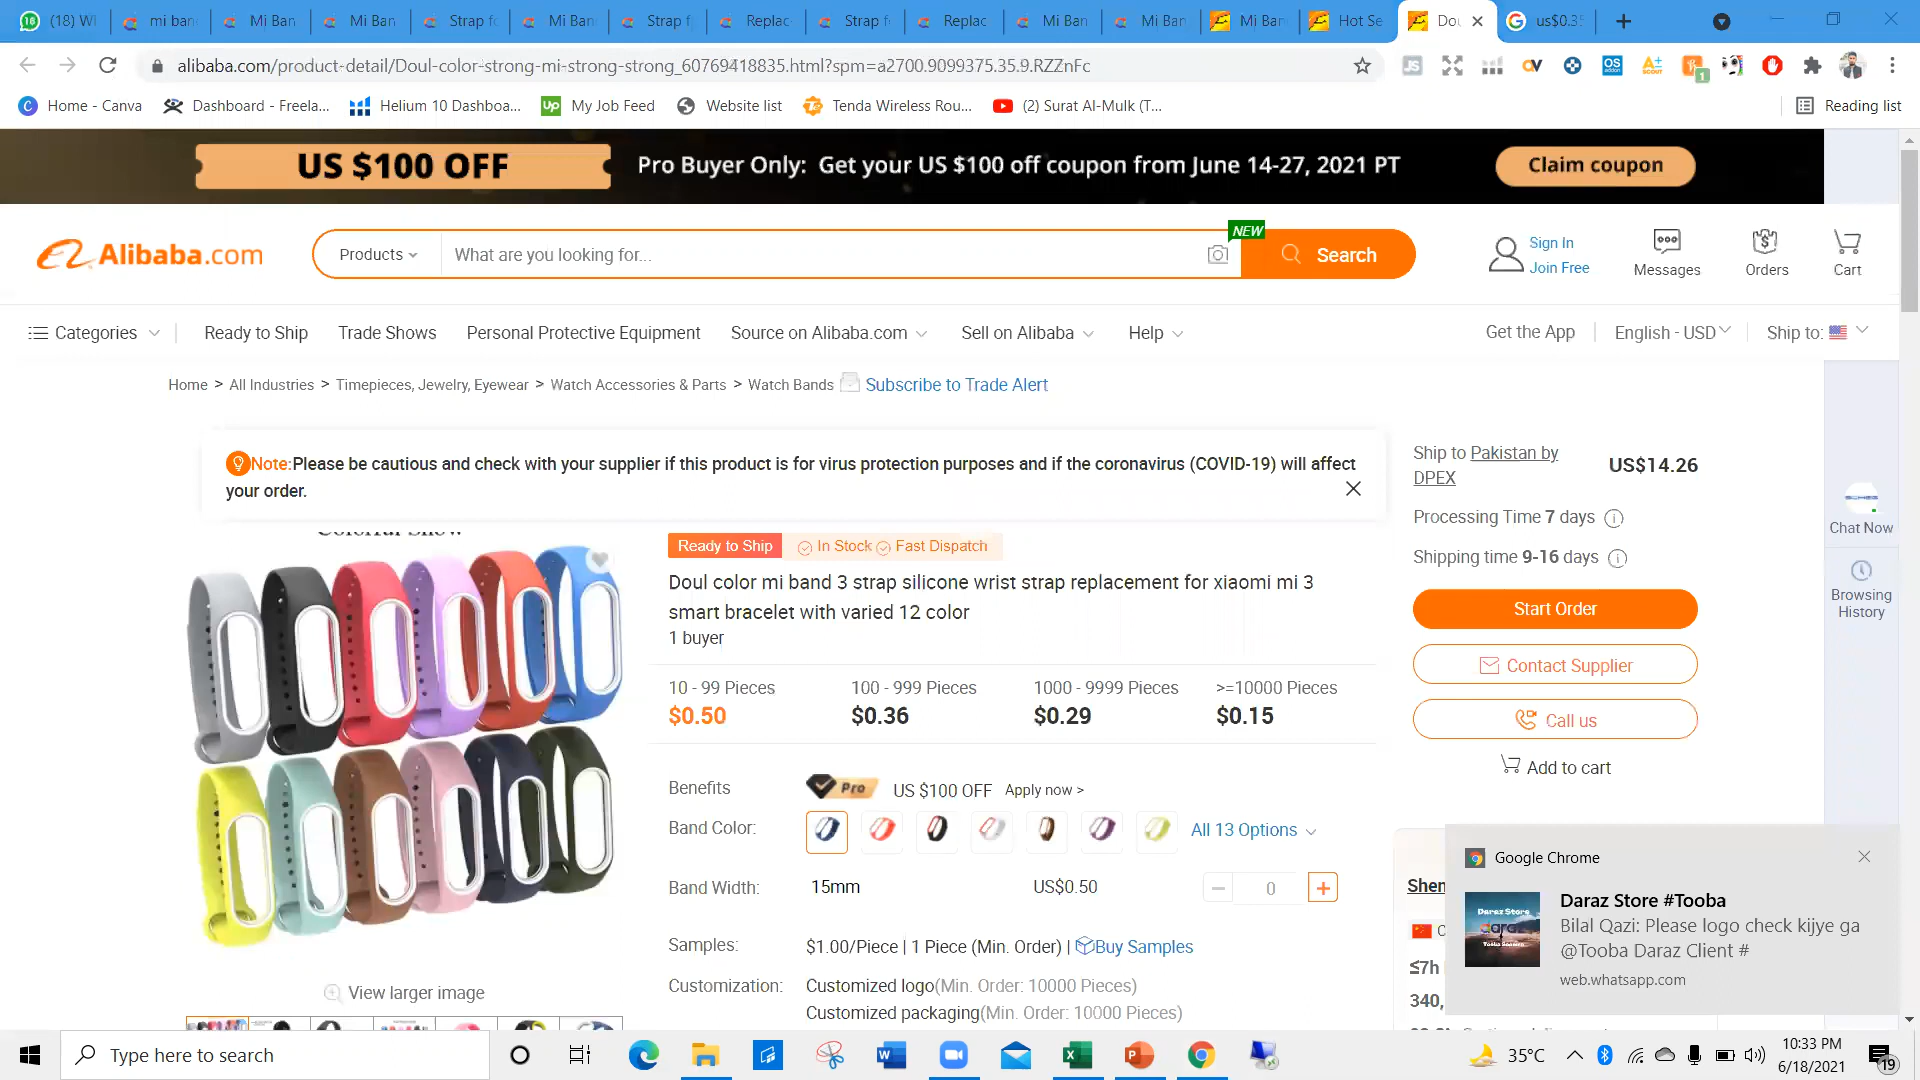 (18) W
mi ban
Mi Ban
Mi Ban
Strap fo
Mi Ban
Strap f
Replac
Strap f
Replac
Mi Ban
Mi Ban
Mi Ban
Hot Se
Dou
us$0.35
alibaba.com/product-detail/Doul-color-strong-mi-strong-strong_60769418835.html?spm=a2700.9099375.35.9.RZZnFc
Home - Canva
Dashboard - Freela...
Helium 10 Dashboa...
My Job Feed
Website list
Tenda Wireless Rou...
(2) Surat Al-Mulk (T...
Reading list
US $100 OFF
Pro Buyer Only: Get your US $100 off coupon from June 14-27, 2021 PT
Claim coupon
Alibaba.com
Products
What are you looking for...
NEW
Search
Sign In
Join Free
Messages
Orders
Cart
Categories
Ready to Ship
Trade Shows
Personal Protective Equipment
Source on Alibaba.com
Sell on Alibaba
Help
Get the App
English - USD
Ship to:
Home > All Industries > Timepieces, Jewelry, Eyewear > Watch Accessories & Parts > Watch Bands
Subscribe to Trade Alert
Note:Please be cautious and check with your supplier if this product is for virus protection purposes and if the coronavirus (COVID-19) will affect
your order.
Colorful Show
Ready to Ship
In Stock
Fast Dispatch
Doul color mi band 3 strap silicone wrist strap replacement for xiaomi mi 3
smart bracelet with varied 12 color
1 buyer
10 - 99 Pieces
100 - 999 Pieces
1000 - 9999 Pieces
>=10000 Pieces
$0.50
$0.36
$0.29
$0.15
Benefits
Pro
US $100 OFF
Apply now >
Band Color:
All 13 Options
Band Width:
15mm
US$0.50
0
Samples:
$1.00/Piece | 1 Piece (Min. Order) | Buy Samples
Customization:
Customized logo(Min. Order: 10000 Pieces)
Customized packaging(Min. Order: 10000 Pieces)
View larger image
Ship to Pakistan by
DPEX
US$14.26
Processing Time 7 days
Shipping time 9-16 days
Start Order
Contact Supplier
Call us
Add to cart
Chat Now
Browsing
History
Shen
C
≤7h
340,
Google Chrome
Daraz Store #Tooba
Bilal Qazi: Please logo check kijye ga
@Tooba Daraz Client #
web.whatsapp.com
Daraz Store
Type here to search
35°C
10:33 PM
6/18/2021
19